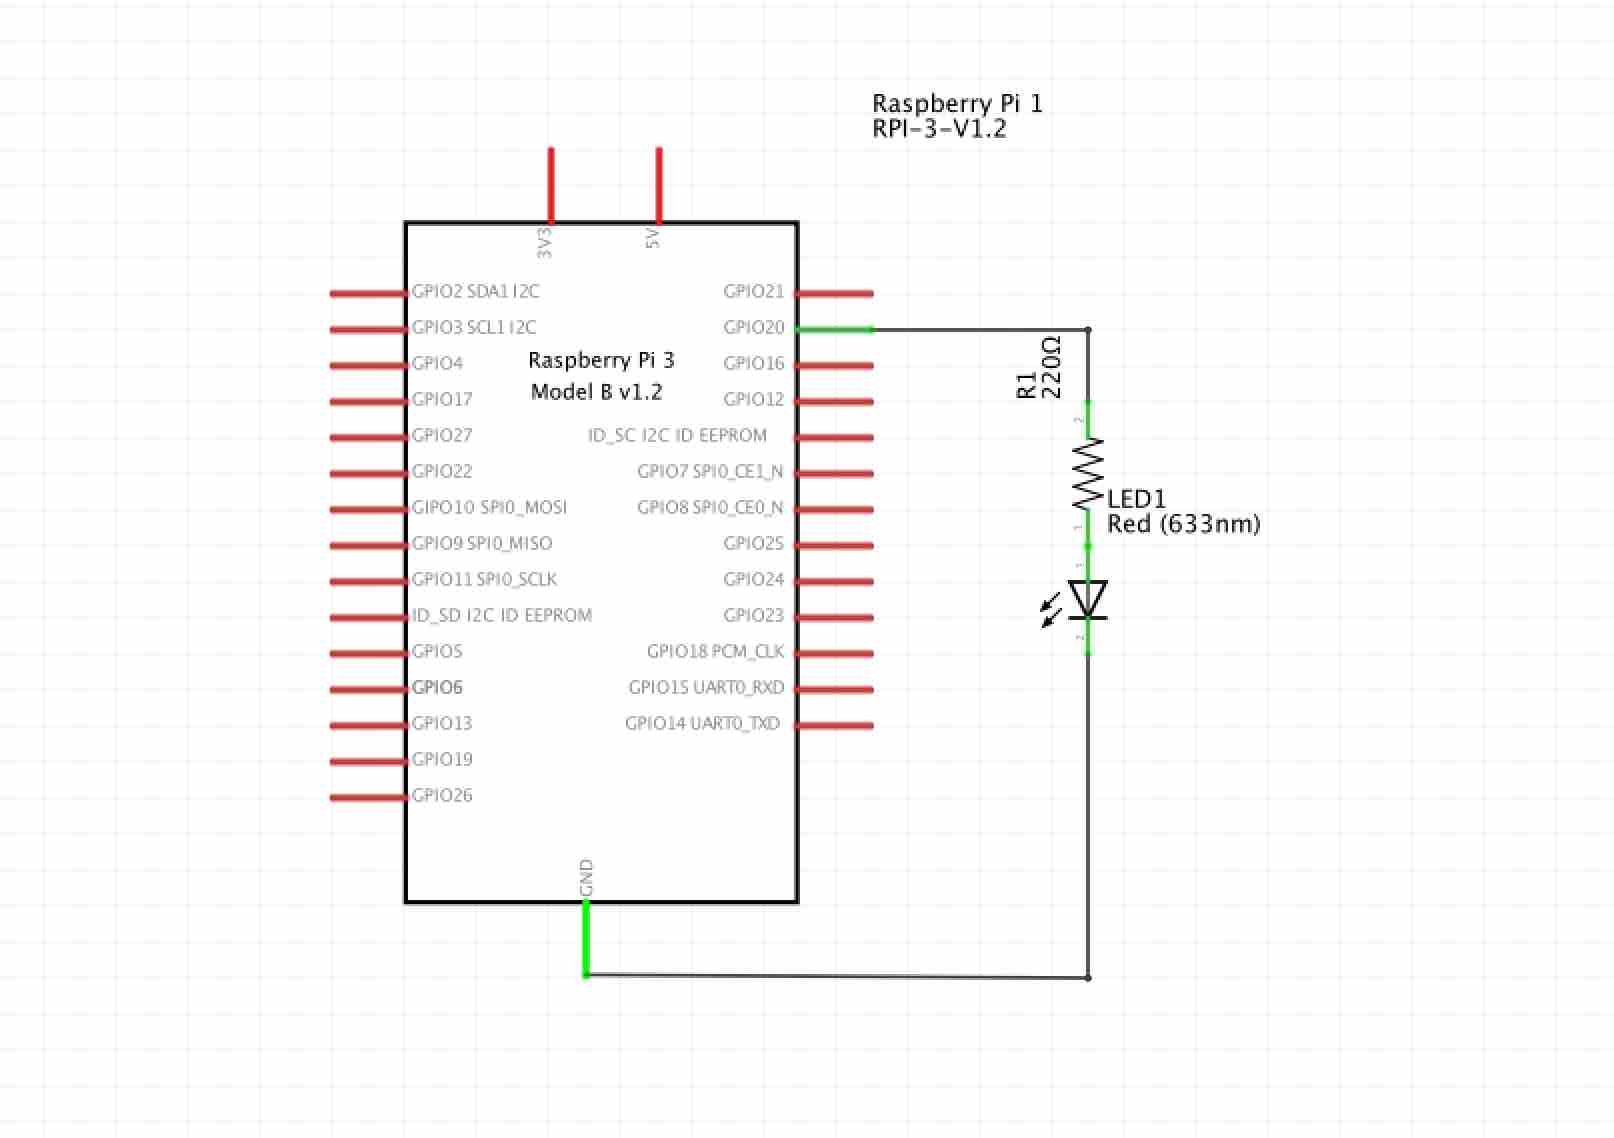 Raspberry Pi 1
RPI-3-V1.2
3V3
5V
GPIO2 SDA1 I2C
GPIO3 SCL1 I2C
GPIO4
GPIO17
GPIO27
GPIO22
GIPO10 SPI0_MOSI
GPIO9 SPI0_MISO
GPIO11 SPI0_SCLK
ID_SD I2C ID EEPROM
GPIO5
GPIO6
GPIO13
GPIO19
GPIO26
Raspberry Pi 3
Model B v1.2
GPIO21
GPIO20
GPIO16
GPIO12
ID_SC I2C ID EEPROM
GPIO7 SPI0_CE1_N
GPIO8 SPI0_CE0_N
GPIO25
GPIO24
GPIO23
GPIO18 PCM_CLK
GPIO15 UART0_RXD
GPIO14 UART0_TXD
GND
R1
220Ω
2
1
LED1
Red (633nm)
1
2